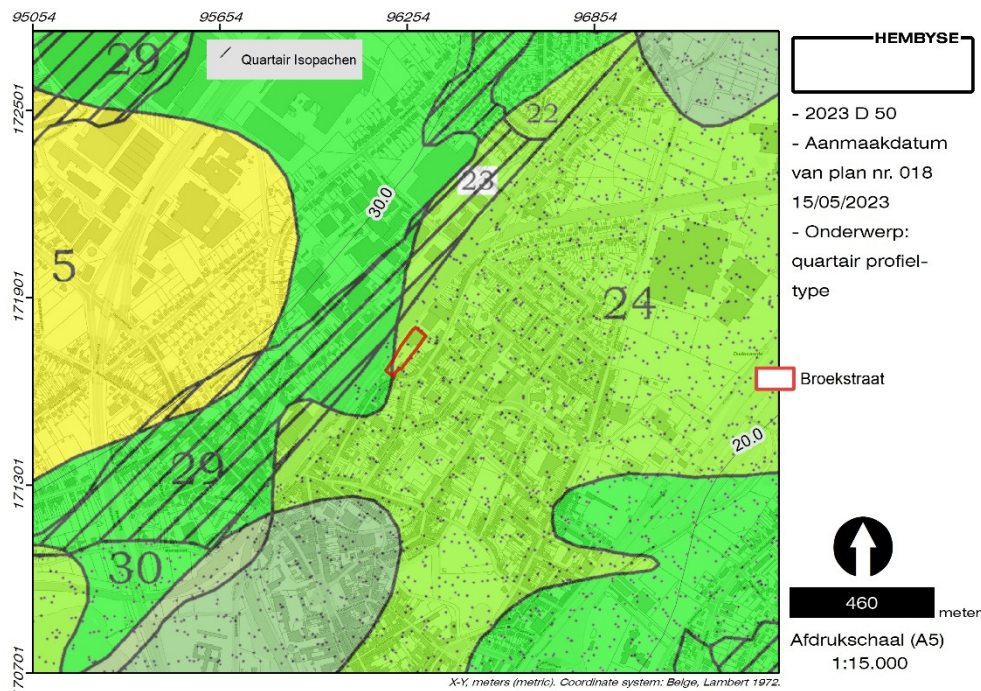 95054 95654 96254 96854
HEMBYSE
29
Quartair Isopachen
172501
22
- 2023 D 50
- Aanmaakdatum
van plan nr. 018
15/05/2023
- Onderwerp:
quartair profiel-
type
23
30.0
5
171901
24
Broekstraat
20.0
29
171301
30
460 meter
Afdrukschaal (A5)
1:15.000
170701
X-Y, meters (metric). Coordinate system: Belge, Lambert 1972.